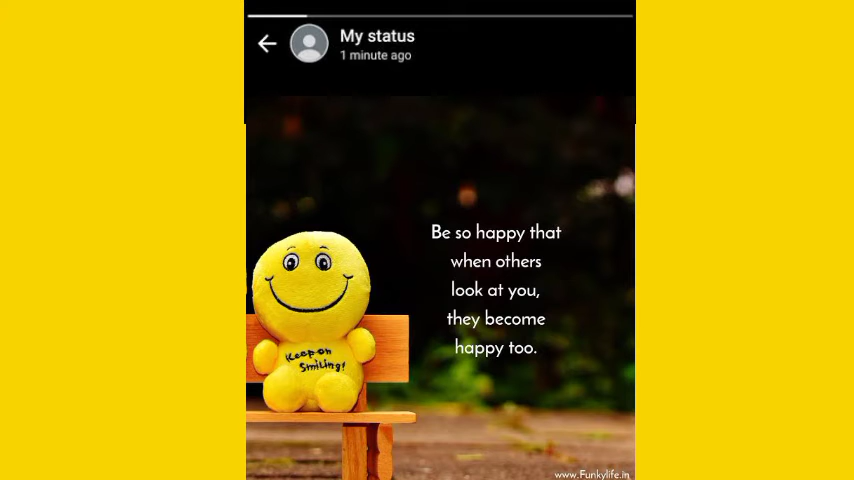 My status
1 minute ago
Be so happy that
when others
look at you,
they become
happy too.
Keep on
Smiling!
www.Funkylife.in